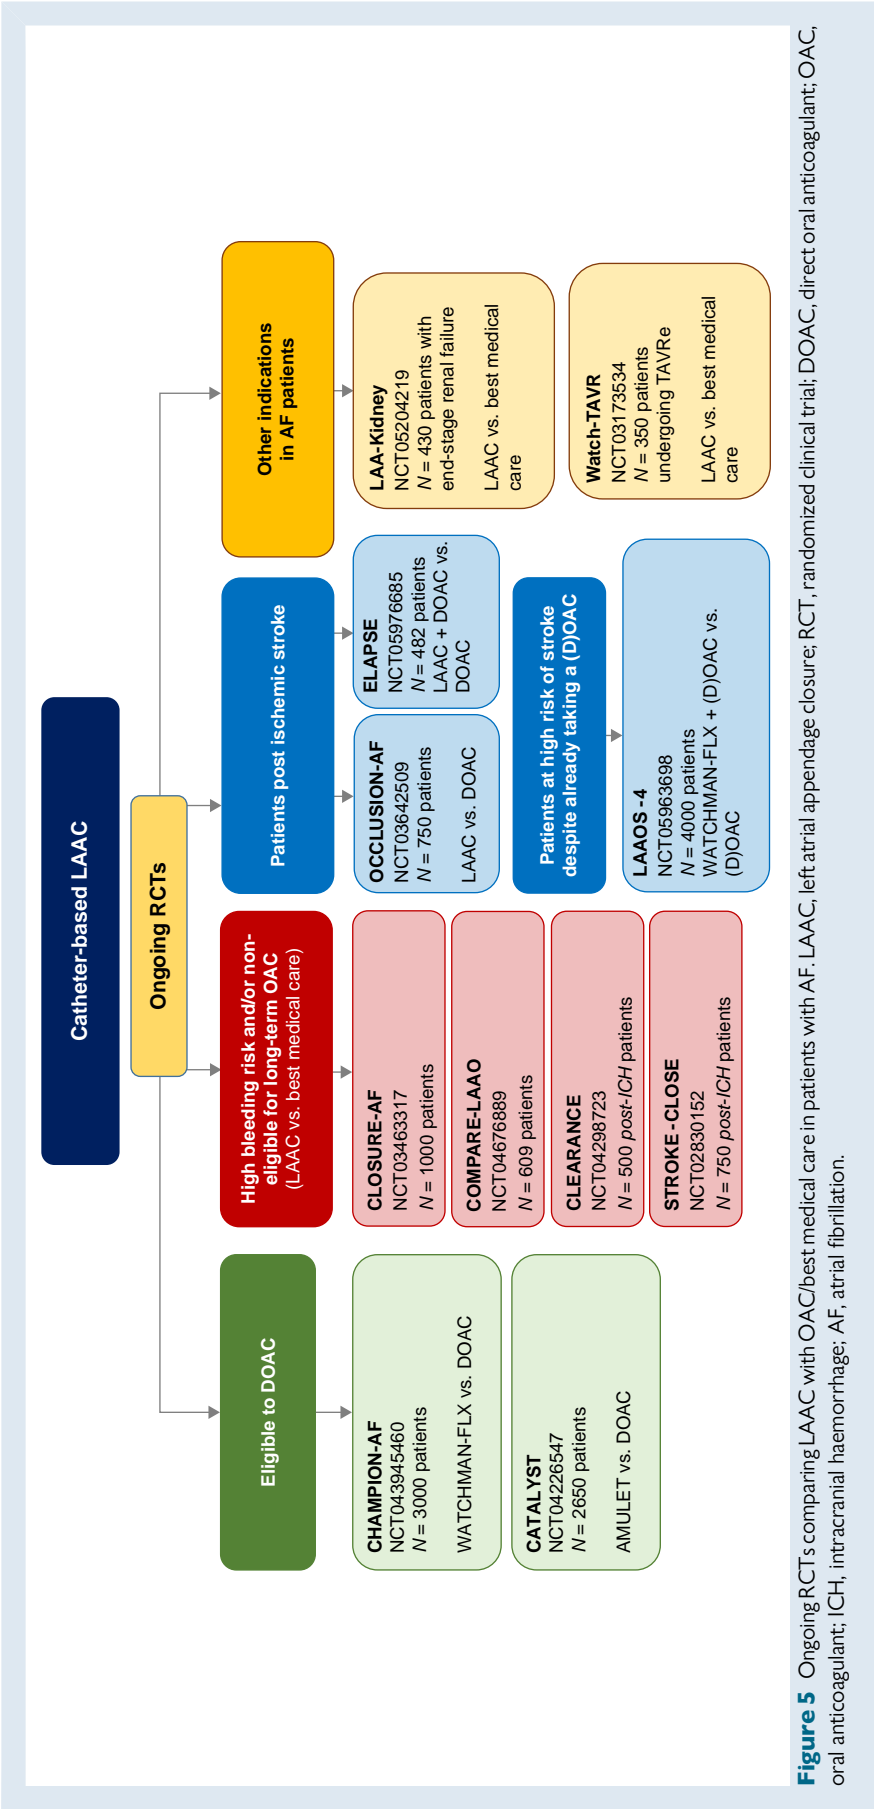 Catheter-based LAAC
Ongoing RCTs
Eligible to DOAC
CHAMPION-AF
NCT043945460
N = 3000 patients
WATCHMAN-FLX vs. DOAC
CATALYST
NCT04226547
N = 2650 patients
AMULET vs. DOAC
High bleeding risk and/or non-
eligible for long-term OAC
(LAAC vs. best medical care)
CLOSURE-AF
NCT03463317
N = 1000 patients
COMPARE-LAAO
NCT04676889
N = 609 patients
CLEARANCE
NCT04298723
N = 500 post-ICH patients
STROKE -CLOSE
NCT02830152
N = 750 post-ICH patients
Patients post ischemic stroke
OCCLUSION-AF
NCT03642509
N = 750 patients
LAAC vs. DOAC
ELAPSE
NCT05976685
N = 482 patients
LAAC + DOAC vs.
DOAC
Patients at high risk of stroke
despite already taking a (D)OAC
LAAOS -4
NCT05963698
N = 4000 patients
WATCHMAN-FLX + (D)OAC vs.
(D)OAC
Other indications
in AF patients
LAA-Kidney
NCT05204219
N = 430 patients with
end-stage renal failure
LAAC vs. best medical
care
Watch-TAVR
NCT03173534
N = 350 patients
undergoing TAVRe
LAAC vs. best medical
care
Figure 5 Ongoing RCTs comparing LAAC with OAC/best medical care in patients with AF. LAAC, left atrial appendage closure; RCT, randomized clinical trial; DOAC, direct oral anticoagulant; OAC,
oral anticoagulant; ICH, intracranial haemorrhage; AF, atrial fibrillation.